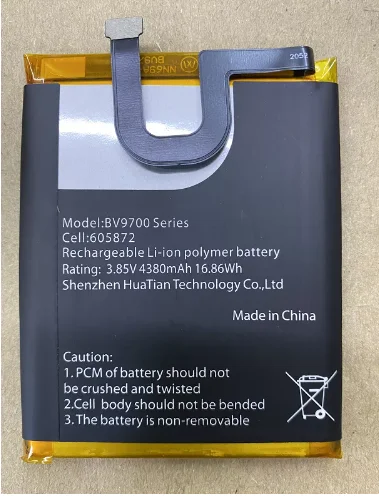 2052
Model:BV9700 Series
Cell:605872
Rechargeable Li-ion polymer battery
Rating: 3.85V 4380mAh 16.86Wh
Shenzhen HuaTian Technology Co.,Ltd
Made in China
Caution:
1. PCM of battery should not
be crushed and twisted
2.Cell body should not be bended
3. The battery is non-removable